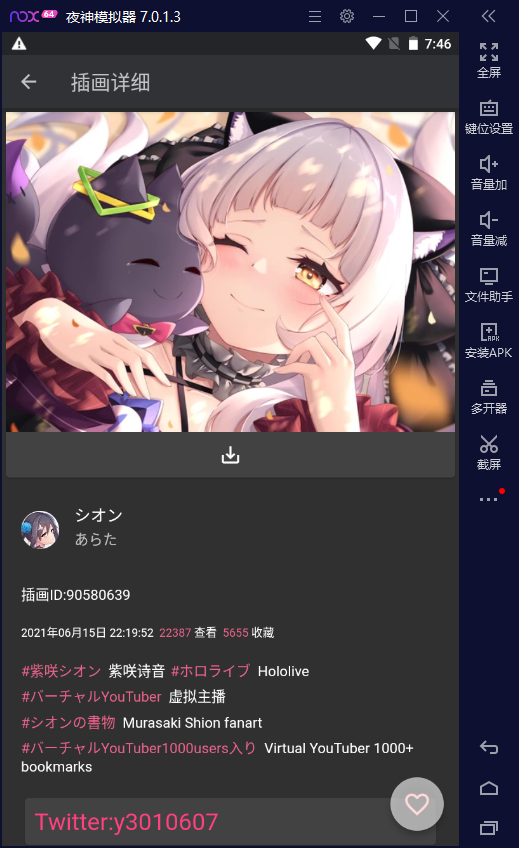 nox 64 夜神模拟器 7.0.1.3
7:46
插画详细
シオン
あらた
插画ID:90580639
2021年06月15日 22:19:52 22387 查看 5655 收藏
#紫咲シオン 紫咲诗音 #ホロライブ Hololive
#バーチャルYouTuber 虚拟主播
#シオンの書物 Murasaki Shion fanart
#バーチャルYouTube1000users入り Virtual YouTuber 1000+
bookmarks
Twitter:y3010607
全屏
键位设置
音量加
音量减
文件助手
APK
安装APK
多开器
截屏